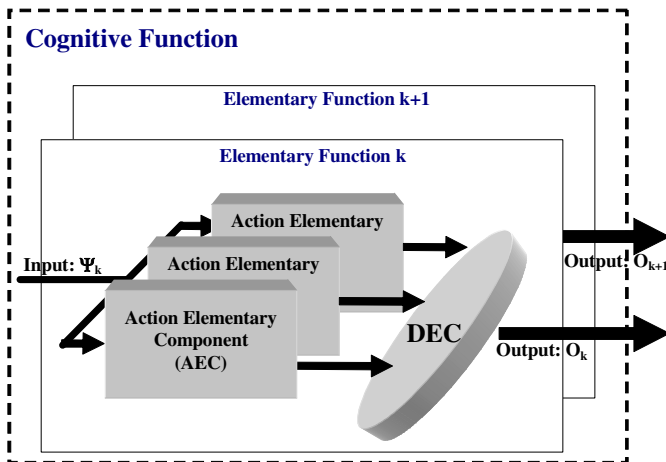 Cognitive Function
Elementary Function k+1
Elementary Function k
Action Elementary
Input: Ψk
Action Elementary
Output: Ok+1
Action Elementary
Component
(AEC)
DEC
Output: Ok